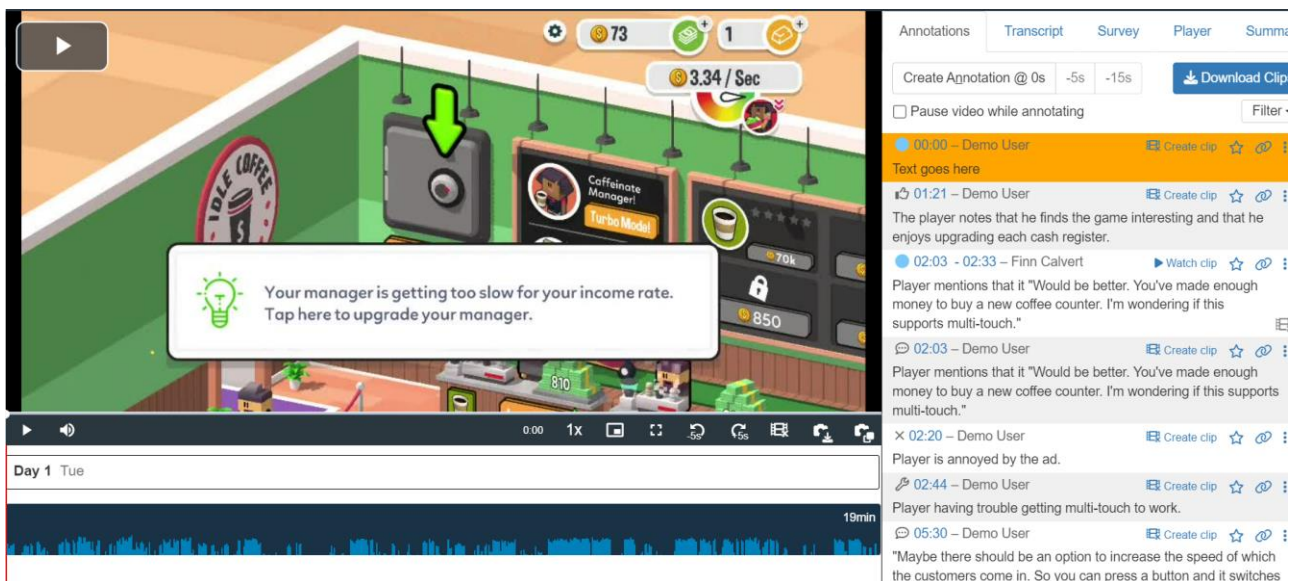 73
1
3.34 / Sec
IDLE COFFEE
Caffeinate
Manager!
Turbo Mode!
70k
850
Your manager is getting too slow for your income rate.
Tap here to upgrade your manager.
810
0:00 1x -5s 5s
Day 1 Tue
19min
Annotations Transcript Survey Player Summa
Create Annotation @ 0s -5s -15s Download Clip
Pause video while annotating Filter
00:00 – Demo User Create clip
Text goes here
01:21 – Demo User Create clip
The player notes that he finds the game interesting and that he
enjoys upgrading each cash register.
02:03 - 02:33 – Finn Calvert Watch clip
Player mentions that it "Would be better. You've made enough
money to buy a new coffee counter. I'm wondering if this
supports multi-touch."
02:03 – Demo User Create clip
Player mentions that it "Would be better. You've made enough
money to buy a new coffee counter. I'm wondering if this supports
multi-touch."
02:20 – Demo User Create clip
Player is annoyed by the ad.
02:44 – Demo User Create clip
Player having trouble getting multi-touch to work.
05:30 – Demo User Create clip
"Maybe there should be an option to increase the speed of which
the customers come in. So you can press a button and it switches